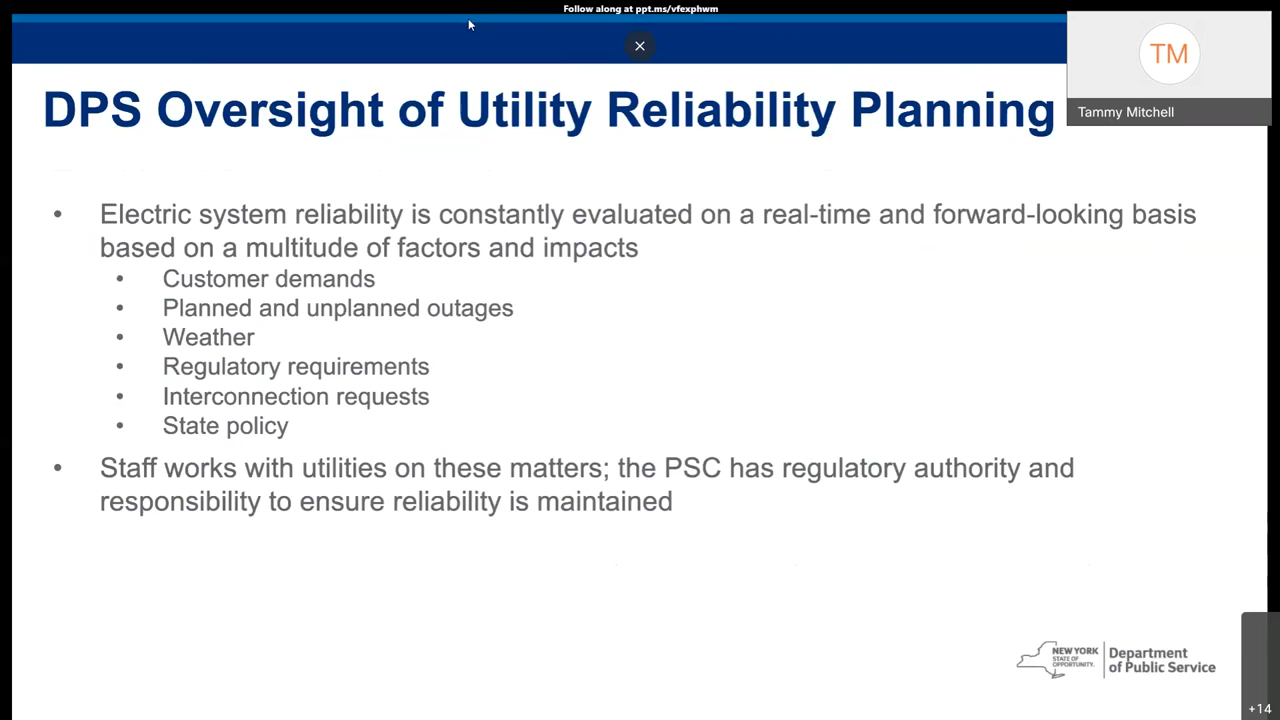 Follow along at ppt.ms/vfexphwm
TM
Tammy Mitchell
DPS Oversight of Utility Reliability Planning
• Electric system reliability is constantly evaluated on a real-time and forward-looking basis
based on a multitude of factors and impacts
• Customer demands
• Planned and unplanned outages
• Weather
• Regulatory requirements
• Interconnection requests
• State policy
• Staff works with utilities on these matters; the PSC has regulatory authority and
responsibility to ensure reliability is maintained
NEW YORK
STATE OF
OPPORTUNITY.
Department
of Public Service
+14